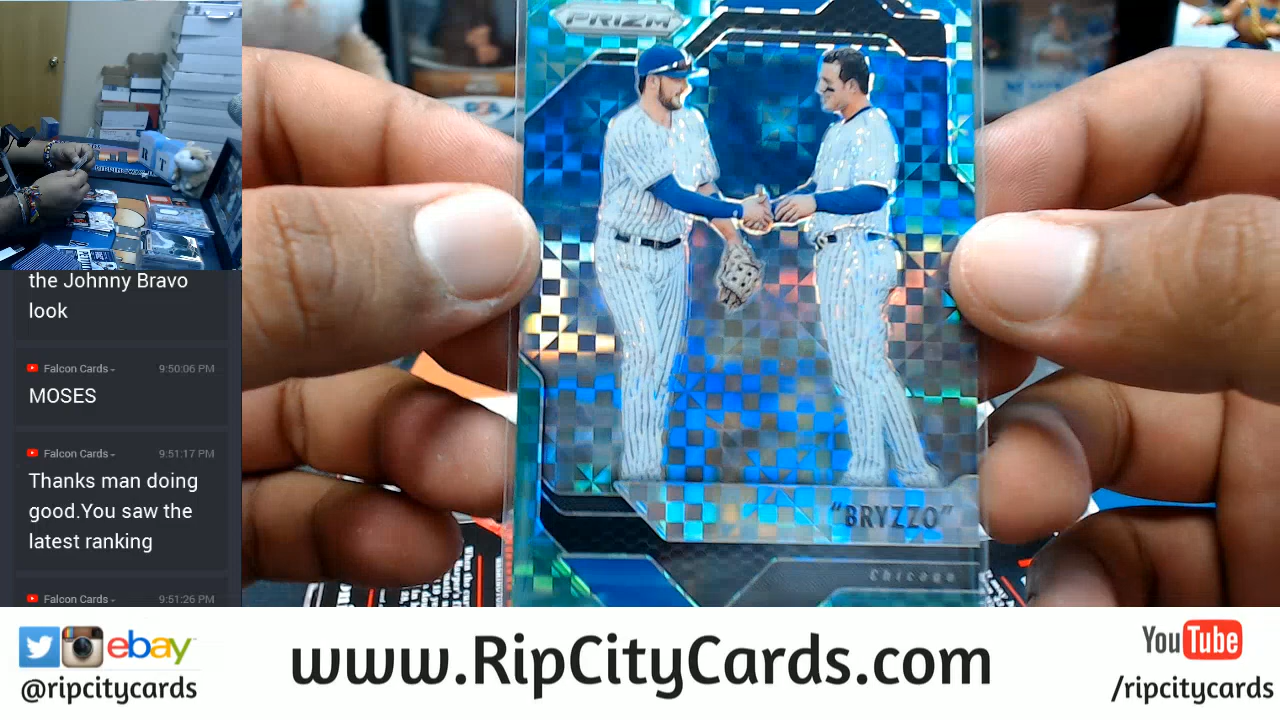 PRIZM
"BRYZZO"
Chicago
R T
the Johnny Bravo
look
Falcon Cards
9:50:06 PM
MOSES
Falcon Cards
9:51:17 PM
Thanks man doing
good.You saw the
latest ranking
Falcon Cards
9:51:26 PM
ebay
@ripcitycards
www.RipCityCards.com
YouTube
/ripcitycards